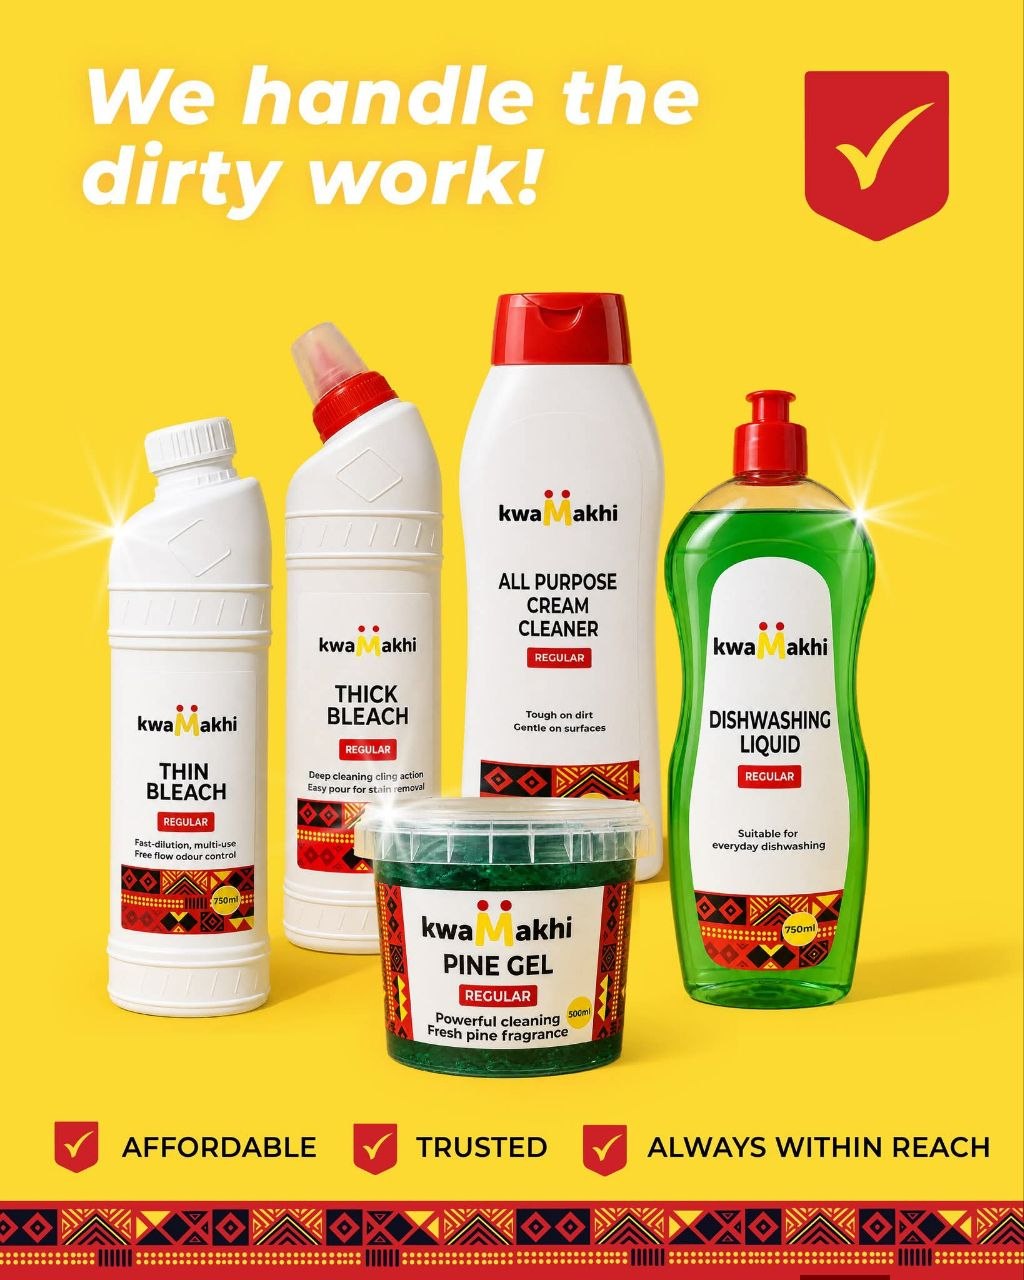 We handle the
dirty work!
kwaMakhi
THIN
BLEACH
REGULAR
Fast-dilution, multi-use
Free flow odour control
750ml
kwaMakhi
THICK
BLEACH
REGULAR
Deep cleaning cling action
Easy pour for stain removal
kwaMakhi
ALL PURPOSE
CREAM
CLEANER
REGULAR
Tough on dirt
Gentle on surfaces
kwaMakhi
DISHWASHING
LIQUID
REGULAR
Suitable for
everyday dishwashing
750ml
kwaMakhi
PINE GEL
REGULAR
500ml
Powerful cleaning
Fresh pine fragrance
AFFORDABLE
TRUSTED
ALWAYS WITHIN REACH